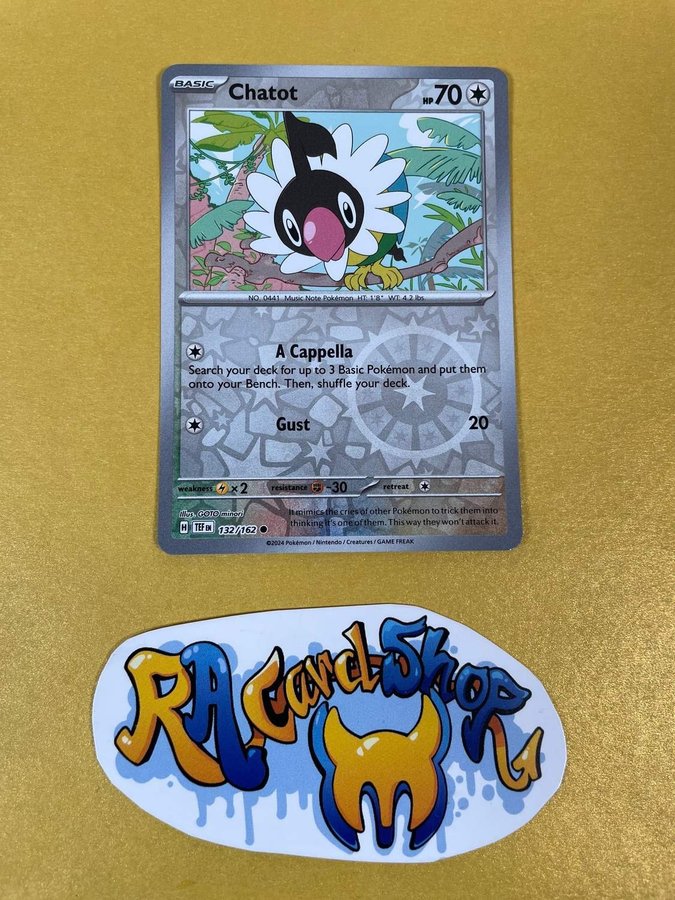 BASIC Chatot HP 70
NO. 0441 Music Note Pokémon HT: 1'8" WT: 4.2 lbs
A Cappella
Search your deck for up to 3 Basic Pokémon and put them
onto your Bench. Then, shuffle your deck.
Gust 20
weakness ×2 resistance -30 retreat
Illus. GOTO minori
It mimics the cries of other Pokémon to trick them into
H TEF EN 132/162
thinking it's one of them. This way they won't attack it.
©2024 Pokémon / Nintendo / Creatures / GAME FREAK
RA Card Shop